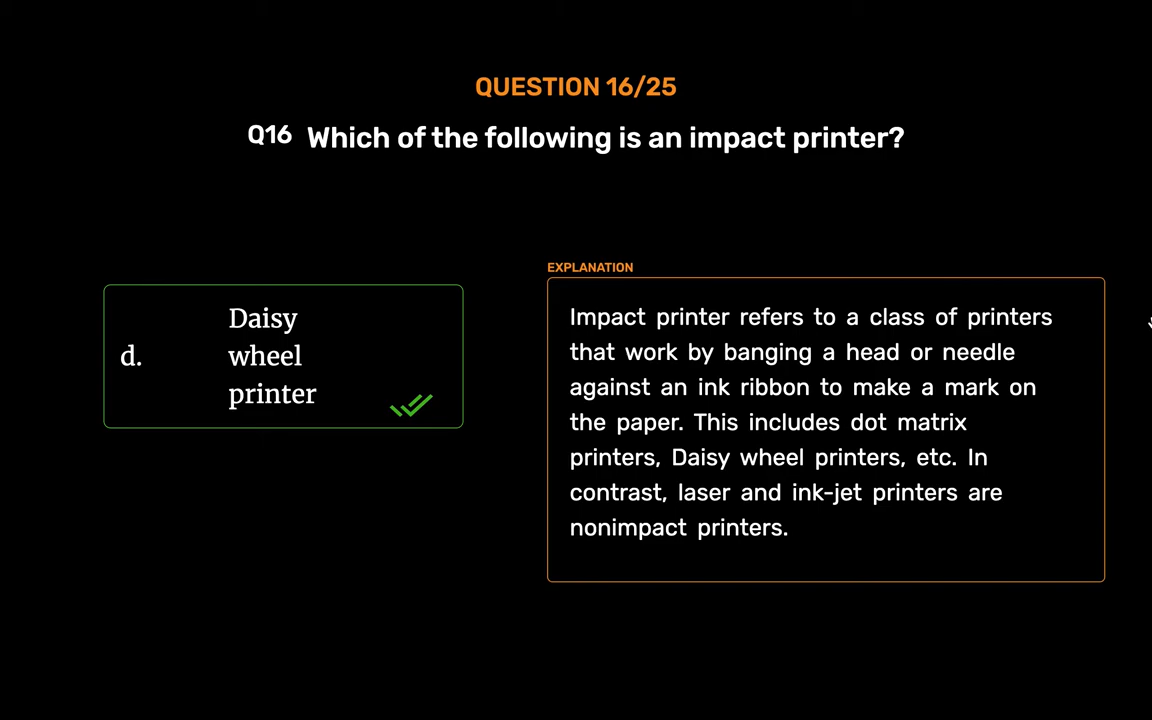 QUESTION 16/25
Q16 Which of the following is an impact printer?
EXPLANATION
d. Daisy
wheel
printer
Impact printer refers to a class of printers
that work by banging a head or needle
against an ink ribbon to make a mark on
the paper. This includes dot matrix
printers, Daisy wheel printers, etc. In
contrast, laser and ink-jet printers are
nonimpact printers.